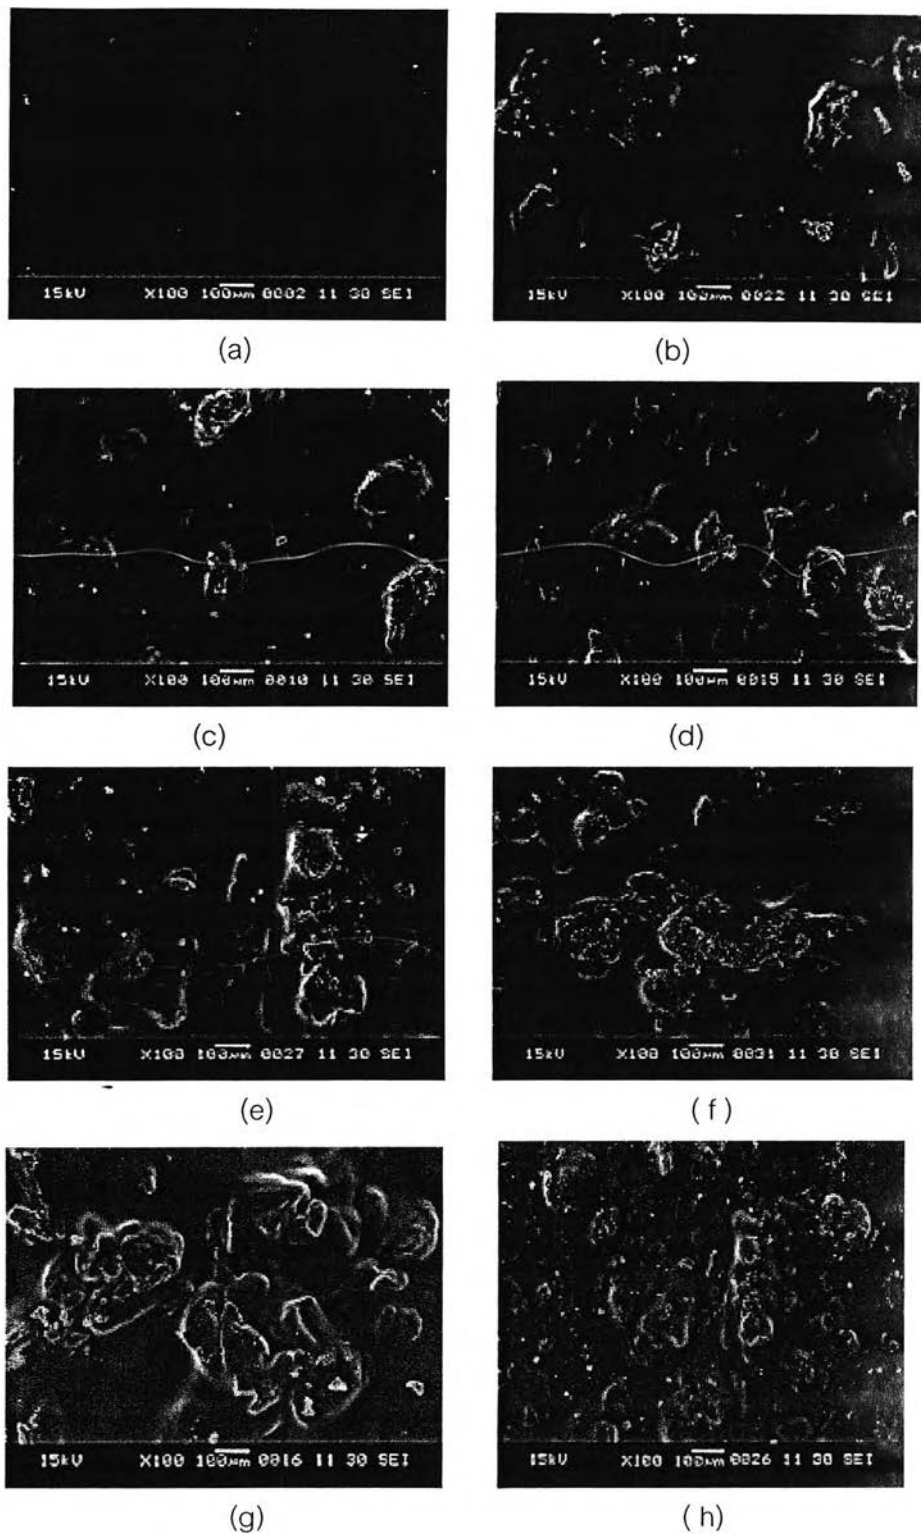 15kV X100 100µm 0002 11 30 SEI
(a)
15kV X100 100µm 0022 11 30 SEI
(b)
15kV X100 100µm 0010 11 30 SEI
(c)
15kV X100 100µm 0015 11 30 SEI
(d)
15kV X100 100µm 0027 11 30 SEI
(e)
15kV X100 100µm 0031 11 30 SEI
( f )
15kV X100 100µm 0016 11 30 SEI
(g)
15kV X100 100µm 0026 11 30 SEI
( h )